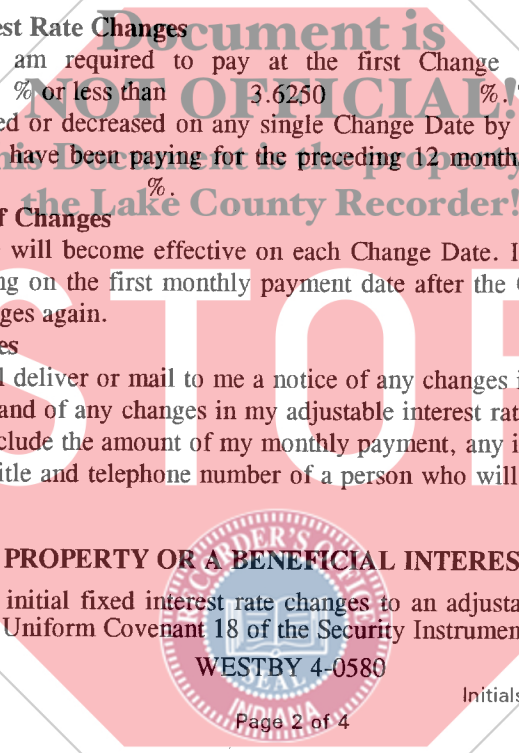 est Rate Changes
Document is
am required to pay at the first Change
% or less than 3.6250 %.
NOT OFFICIAL!
ed or decreased on any single Change Date by
have been paying for the preceding 12 month
This Document is the property
%.
the Lake County Recorder!
f Changes
will become effective on each Change Date. I
ng on the first monthly payment date after the
ges again.
STOP
es
l deliver or mail to me a notice of any changes i
and of any changes in my adjustable interest rat
clude the amount of my monthly payment, any i
itle and telephone number of a person who will
PROPERTY OR A BENEFICIAL INTERES
initial fixed interest rate changes to an adjusta
Uniform Covenant 18 of the Security Instrumen
RECORDER'S OFFICE
SEAL
INDIANA
WESTBY 4-0580
Initials
Page 2 of 4